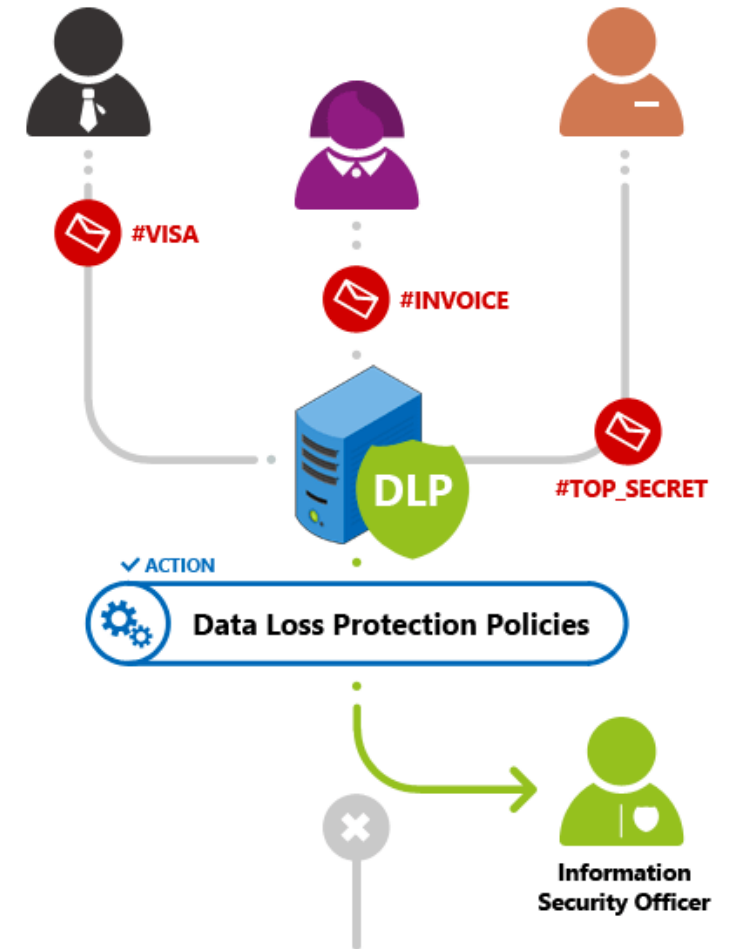 #VISA
#INVOICE
#TOP_SECRET
DLP
ACTION
Data Loss Protection Policies
Information
Security Officer